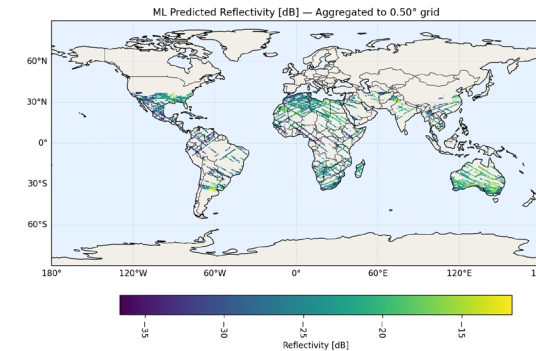 ML Predicted Reflectivity [dB] — Aggregated to 0.50° grid
60°N
30°N
0°
30°S
60°S
180° 120°W 60°W 0° 60°E 120°E
−35 −30 −25 −20 −15
Reflectivity [dB]